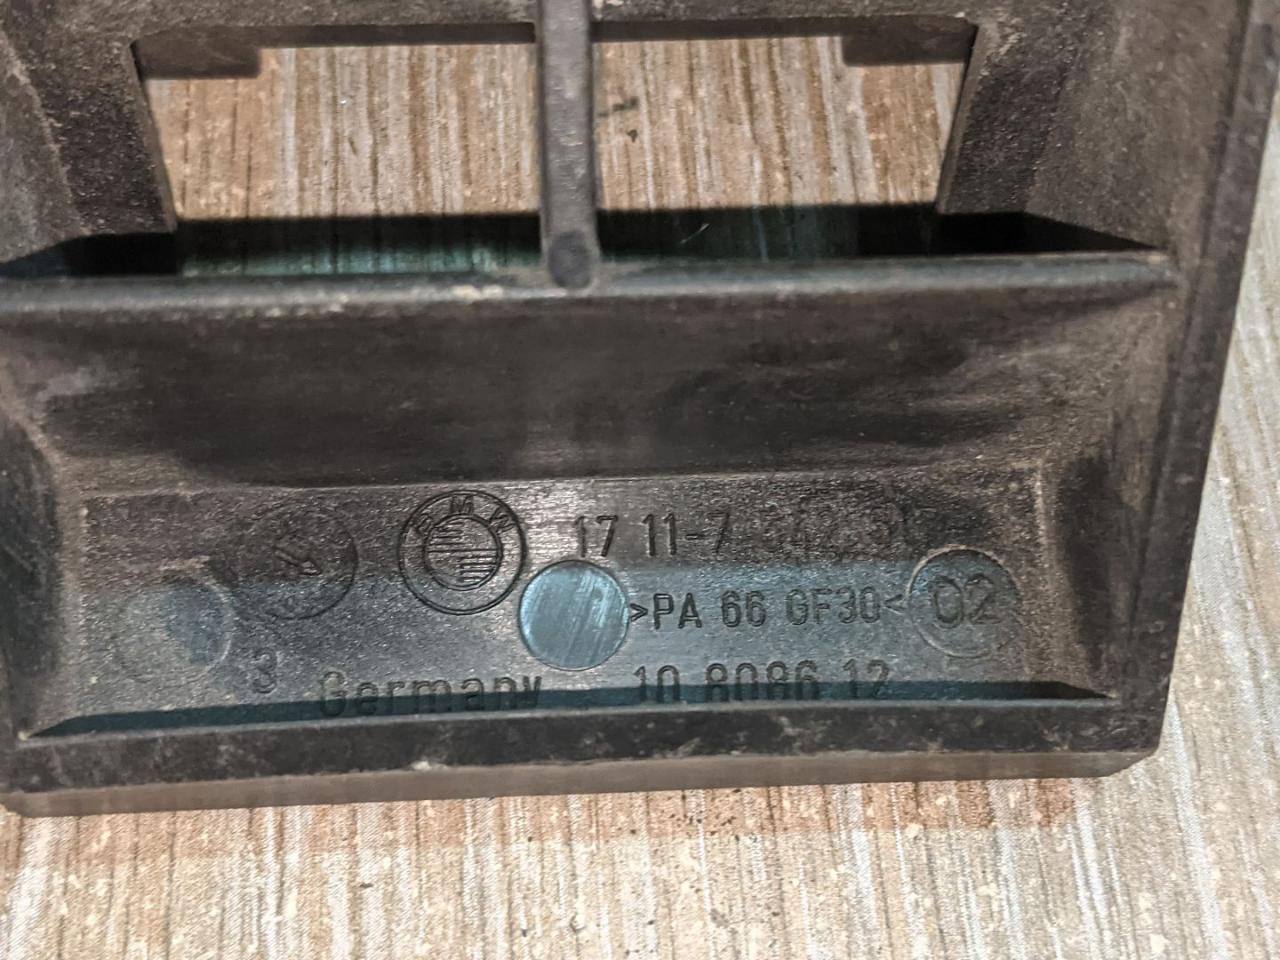 BMW
17 11-7
>PA 66 GF30<
02
3 Germany 10 8086 12